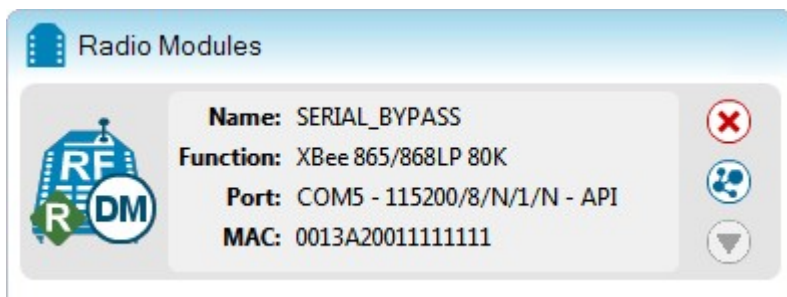 Radio Modules
Name: SERIAL_BYPASS
Function: XBee 865/868LP 80K
Port: COM5 - 115200/8/N/1/N - API
MAC: 0013A20011111111
RF
R
DM